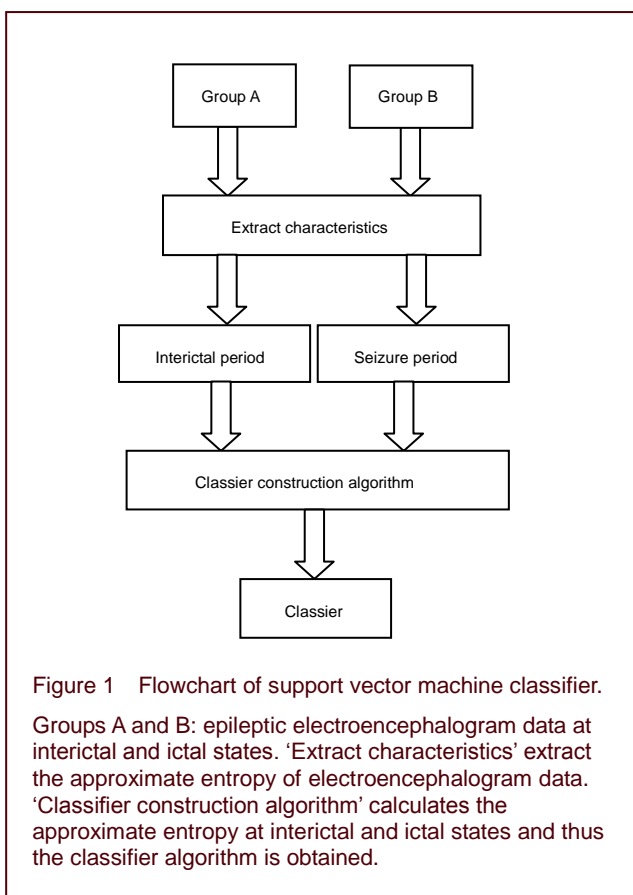 Group A
Group B
Extract characteristics
Interictal period
Seizure period
Classier construction algorithm
Classier
Figure 1 Flowchart of support vector machine classifier.
Groups A and B: epileptic electroencephalogram data at
interictal and ictal states. ‘Extract characteristics’ extract
the approximate entropy of electroencephalogram data.
‘Classifier construction algorithm’ calculates the
approximate entropy at interictal and ictal states and thus
the classifier algorithm is obtained.